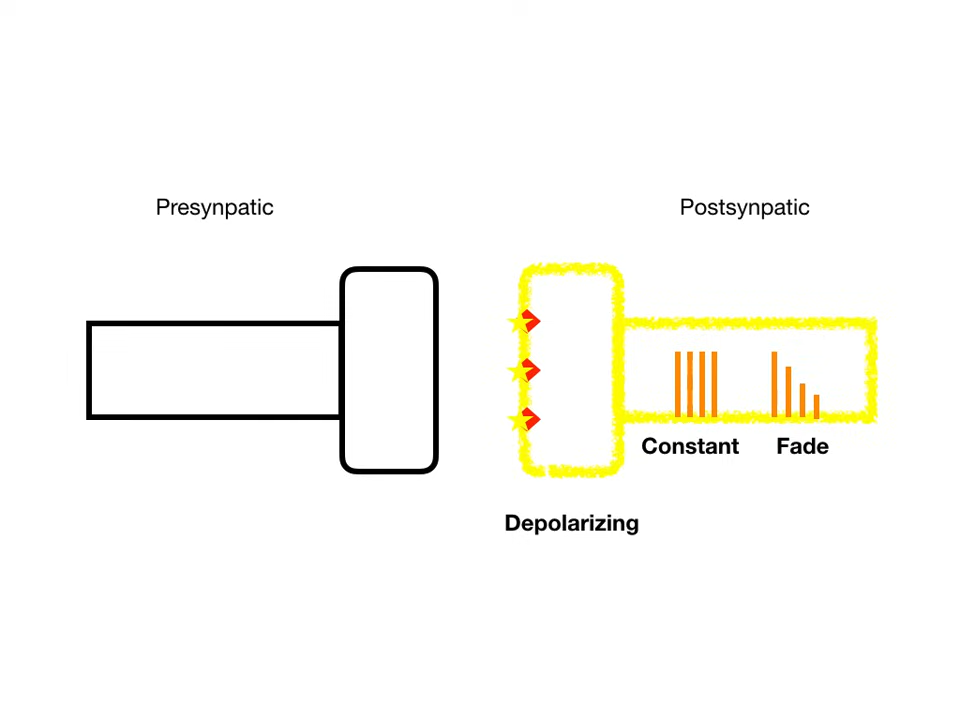 Presynpatic
Postsynpatic
Constant
Fade
Depolarizing